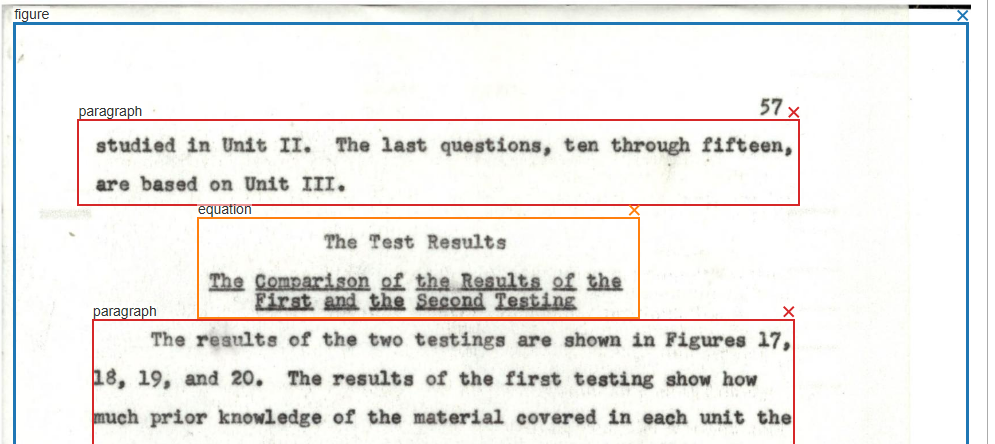 figure
57
paragraph
studied in Unit II. The last questions, ten through fifteen,
are based on Unit III.
equation
The Test Results
The Comparison of the Results of the
First and the Second Testing
paragraph
The results of the two testings are shown in Figures 17,
18, 19, and 20. The results of the first testing show how
much prior knowledge of the material covered in each unit the